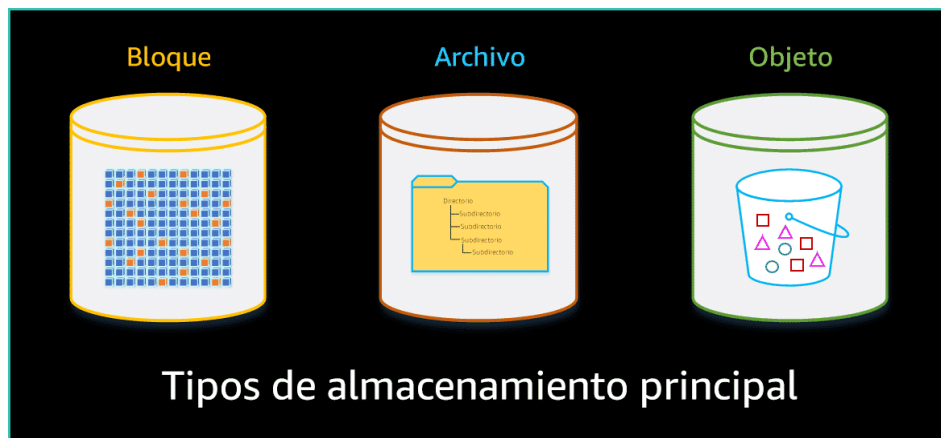 Bloque
Archivo
Objeto
Directorio
Subdirectorio
Subdirectorio
Subdirectorio
Subdirectorio
Tipos de almacenamiento principal